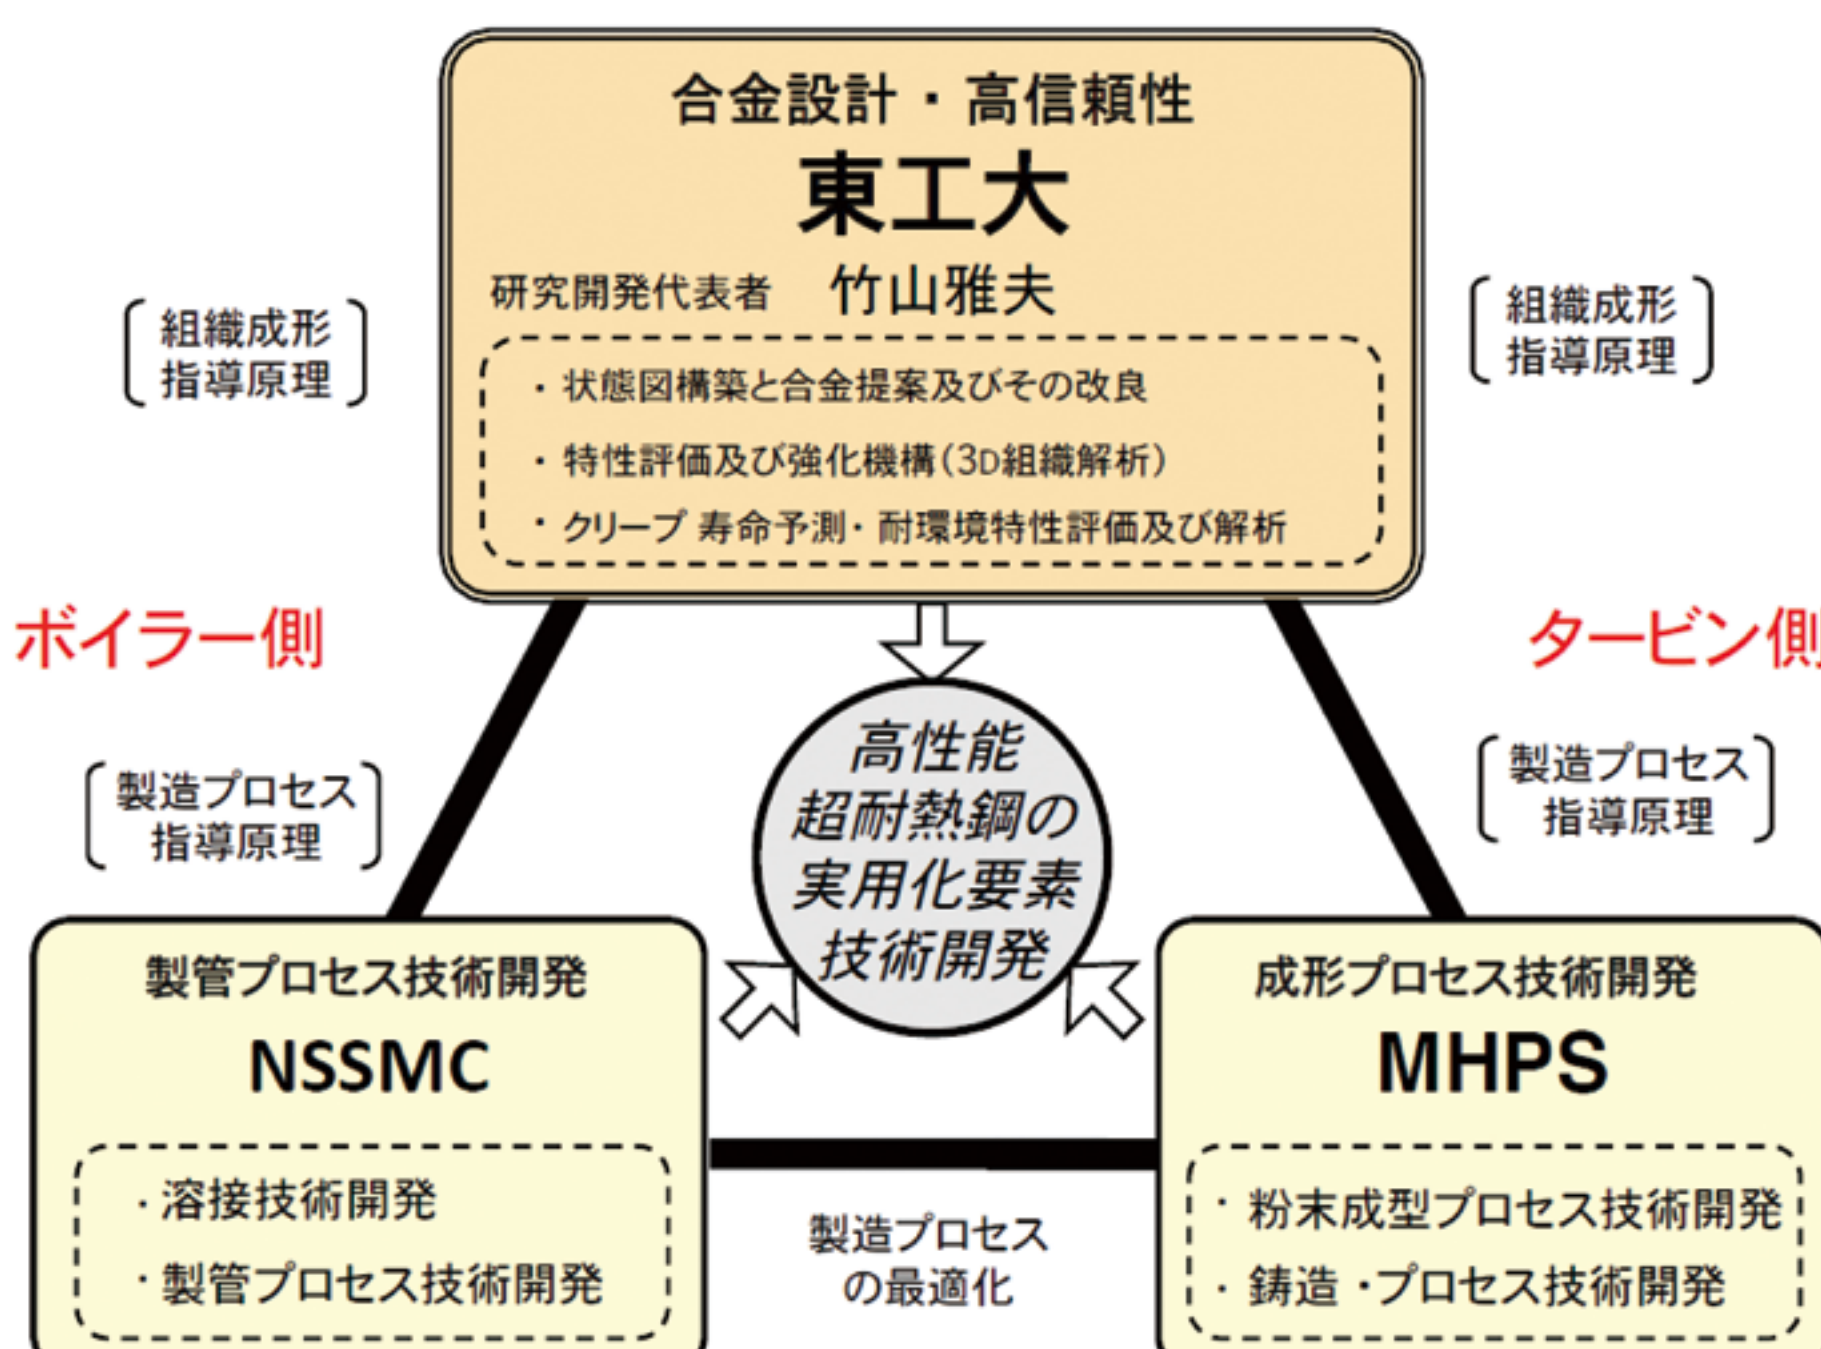 合金設計・高信頼性
東工大
研究開発代表者 竹山雅夫
・状態図構築と合金提案及びその改良
・特性評価及び強化機構(3D組織解析)
・クリープ 寿命予測・耐環境特性評価及び解析
組織成形
指導原理
組織成形
指導原理
ボイラー側
タービン側
製造プロセス
指導原理
製造プロセス
指導原理
高性能
超耐熱鋼の
実用化要素
技術開発
製管プロセス技術開発
NSSMC
・溶接技術開発
・製管プロセス技術開発
製造プロセス
の最適化
成形プロセス技術開発
MHPS
・粉末成型プロセス技術開発
・鋳造・プロセス技術開発